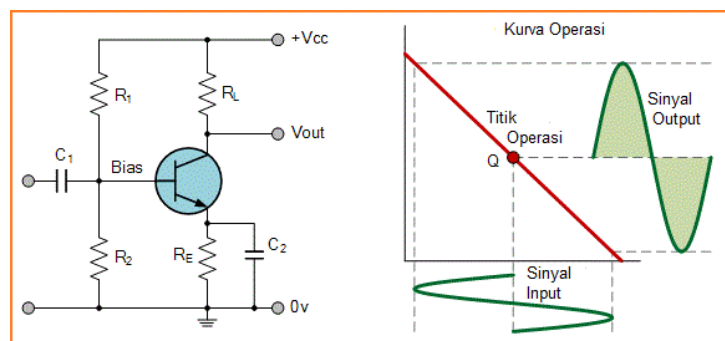 +Vcc
R1
RL
Vout
C1
Bias
R2
RE
C2
0v
Kurva Operasi
Titik
Operasi
Q
Sinyal
Output
Sinyal
Input